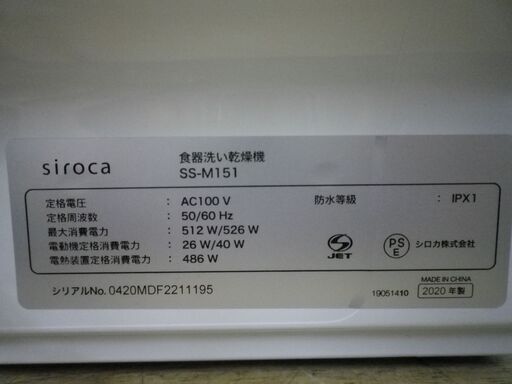 siroca
食器洗い乾燥機
SS-M151
定格電圧 : AC100 V
防水等級 : IPX1
定格周波数 : 50/60 Hz
最大消費電力 : 512 W/526 W
電動機定格消費電力 : 26 W/40 W
電熱装置定格消費電力 : 486 W
S JET
PS E
シロカ株式会社
シリアルNo. 0420MDF2211195
MADE IN CHINA
19051410
2020 年製